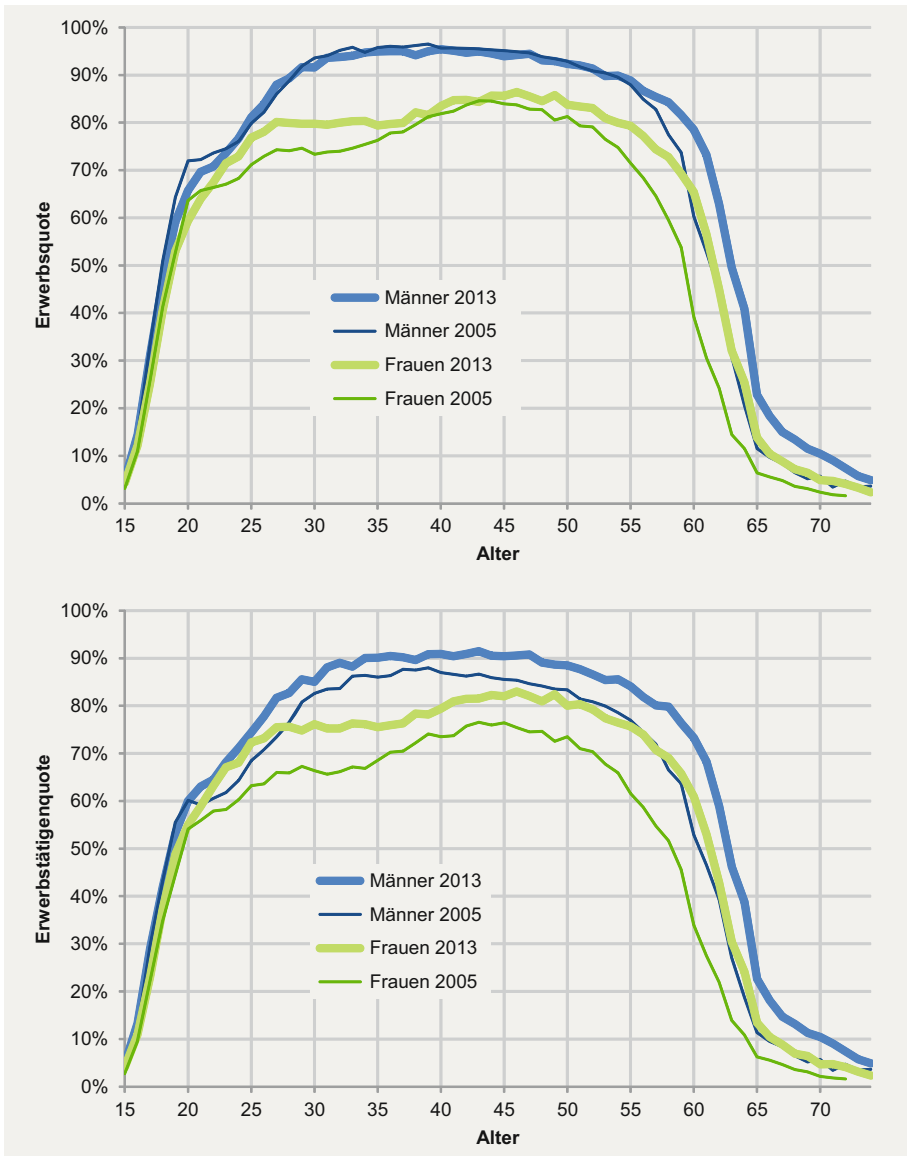 100%
90%
80%
70%
60%
50%
40%
30%
20%
10%
0%
Erwerbsquote
Männer 2013
Männer 2005
Frauen 2013
Frauen 2005
15 20 25 30 35 40 45 50 55 60 65 70
Alter
100%
90%
80%
70%
60%
50%
40%
30%
20%
10%
0%
Erwerbstätigenquote
Männer 2013
Männer 2005
Frauen 2013
Frauen 2005
15 20 25 30 35 40 45 50 55 60 65 70
Alter